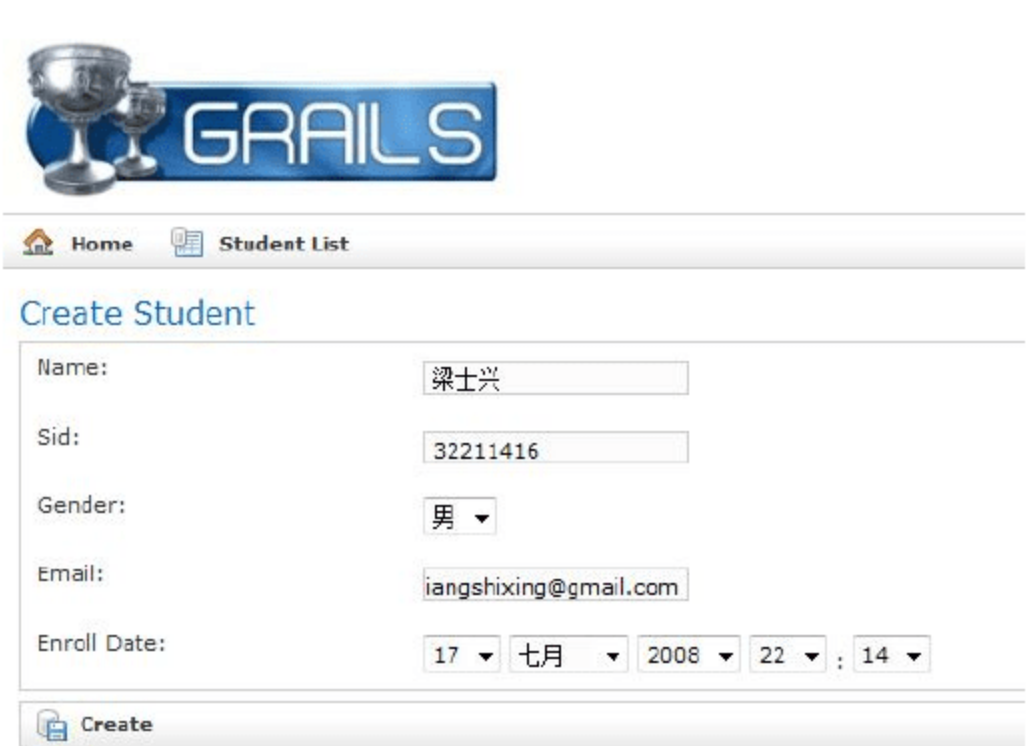 GRAILS
Home Student List
Create Student
Name: 梁士兴
Sid: 32211416
Gender: 男
Email: iangshixing@gmail.com
Enroll Date: 17 七月 2008 22 : 14
Create